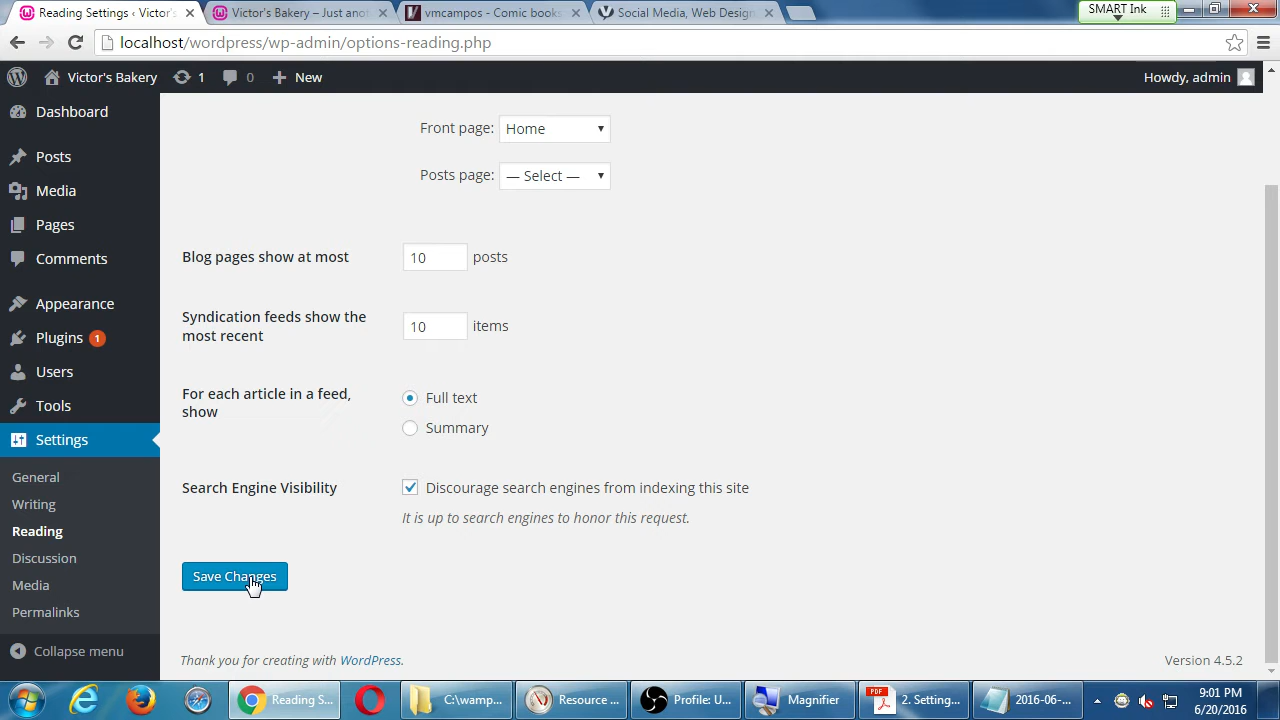 Reading Settings ‹ Victor's
Victor's Bakery – Just anot
vmcampos - Comic books
Social Media, Web Design
SMART Ink
localhost/wordpress/wp-admin/options-reading.php
Victor's Bakery 1 0 New Howdy, admin
Dashboard
Posts
Media
Pages
Comments
Appearance
Plugins 1
Users
Tools
Settings
General
Writing
Reading
Discussion
Media
Permalinks
Collapse menu
Front page: Home
Posts page: — Select —
Blog pages show at most 10 posts
Syndication feeds show the
most recent 10 items
For each article in a feed,
show
Full text
Summary
Search Engine Visibility Discourage search engines from indexing this site
It is up to search engines to honor this request.
Save Changes
Thank you for creating with WordPress.
Version 4.5.2
Reading S...
C:\wamp...
Resource ...
Profile: U...
Magnifier
PDF
2. Setting...
2016-06-...
9:01 PM
6/20/2016